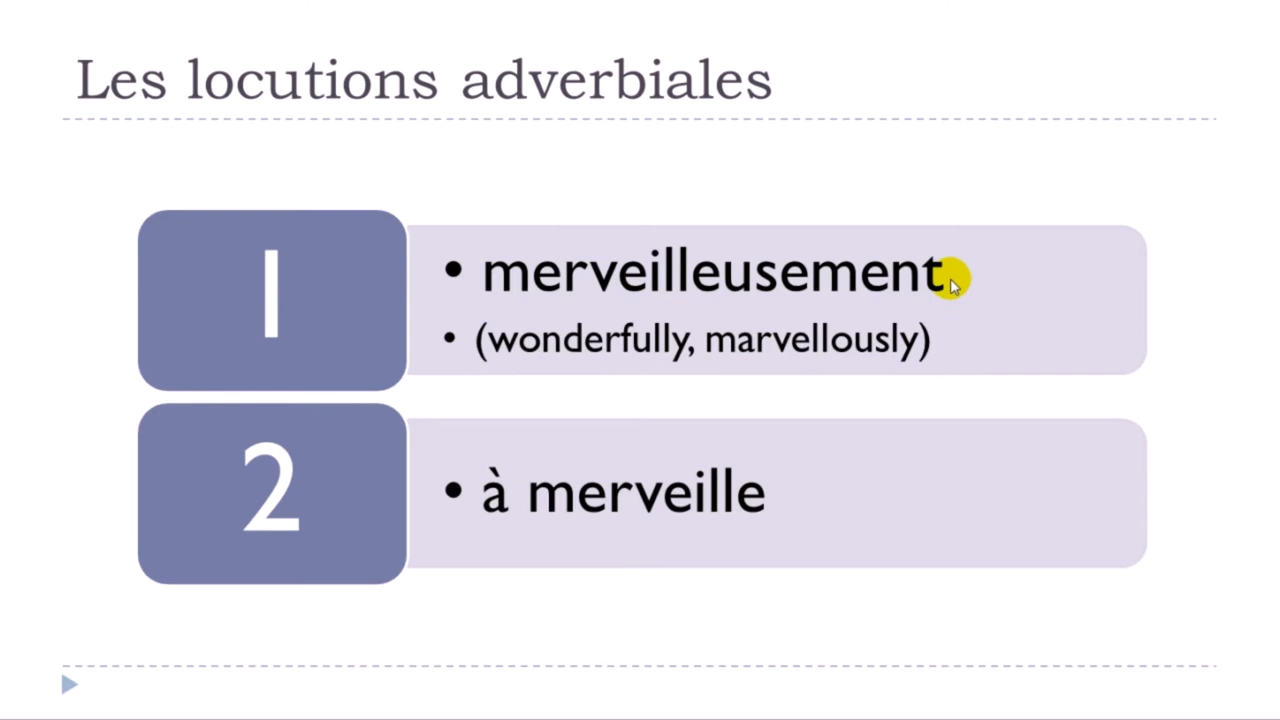 Les locutions adverbiales
1
• merveilleusement
• (wonderfully, marvellously)
2
• à merveille